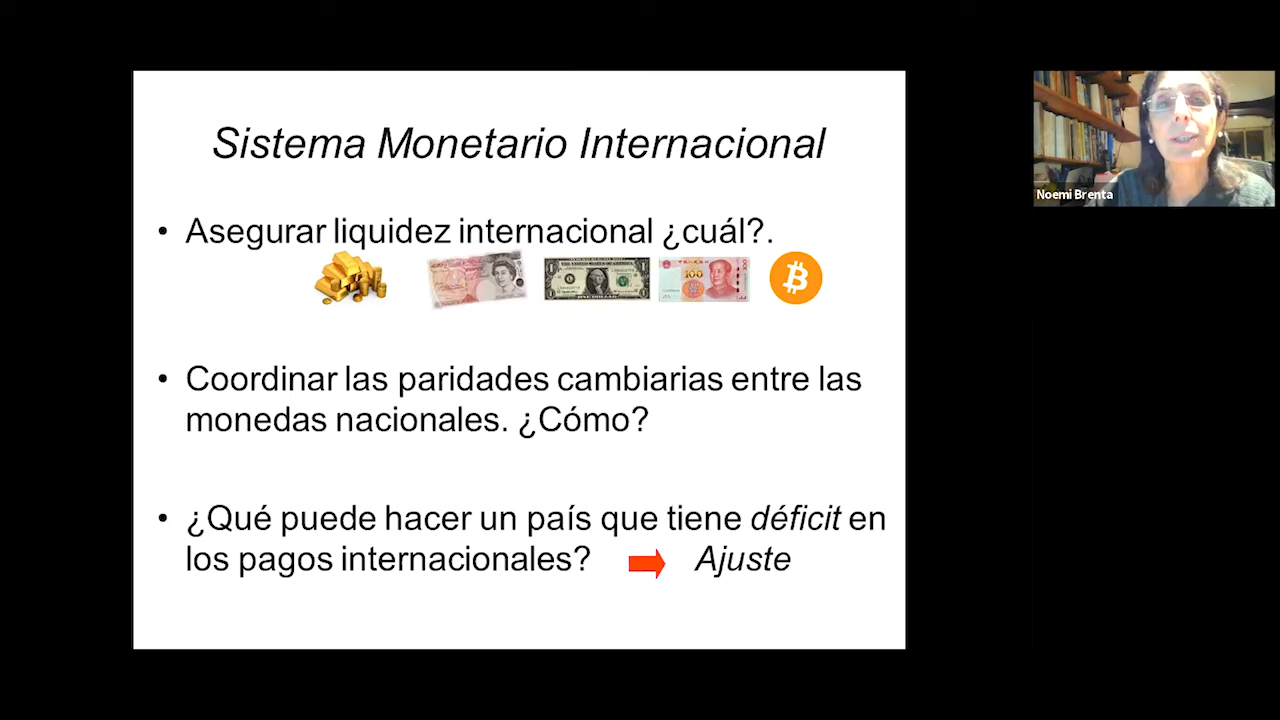 Sistema Monetario Internacional
• Asegurar liquidez internacional ¿cuál?.
100
• Coordinar las paridades cambiarias entre las
monedas nacionales. ¿Cómo?
• ¿Qué puede hacer un país que tiene déficit en
los pagos internacionales? Ajuste
Noemi Brenta